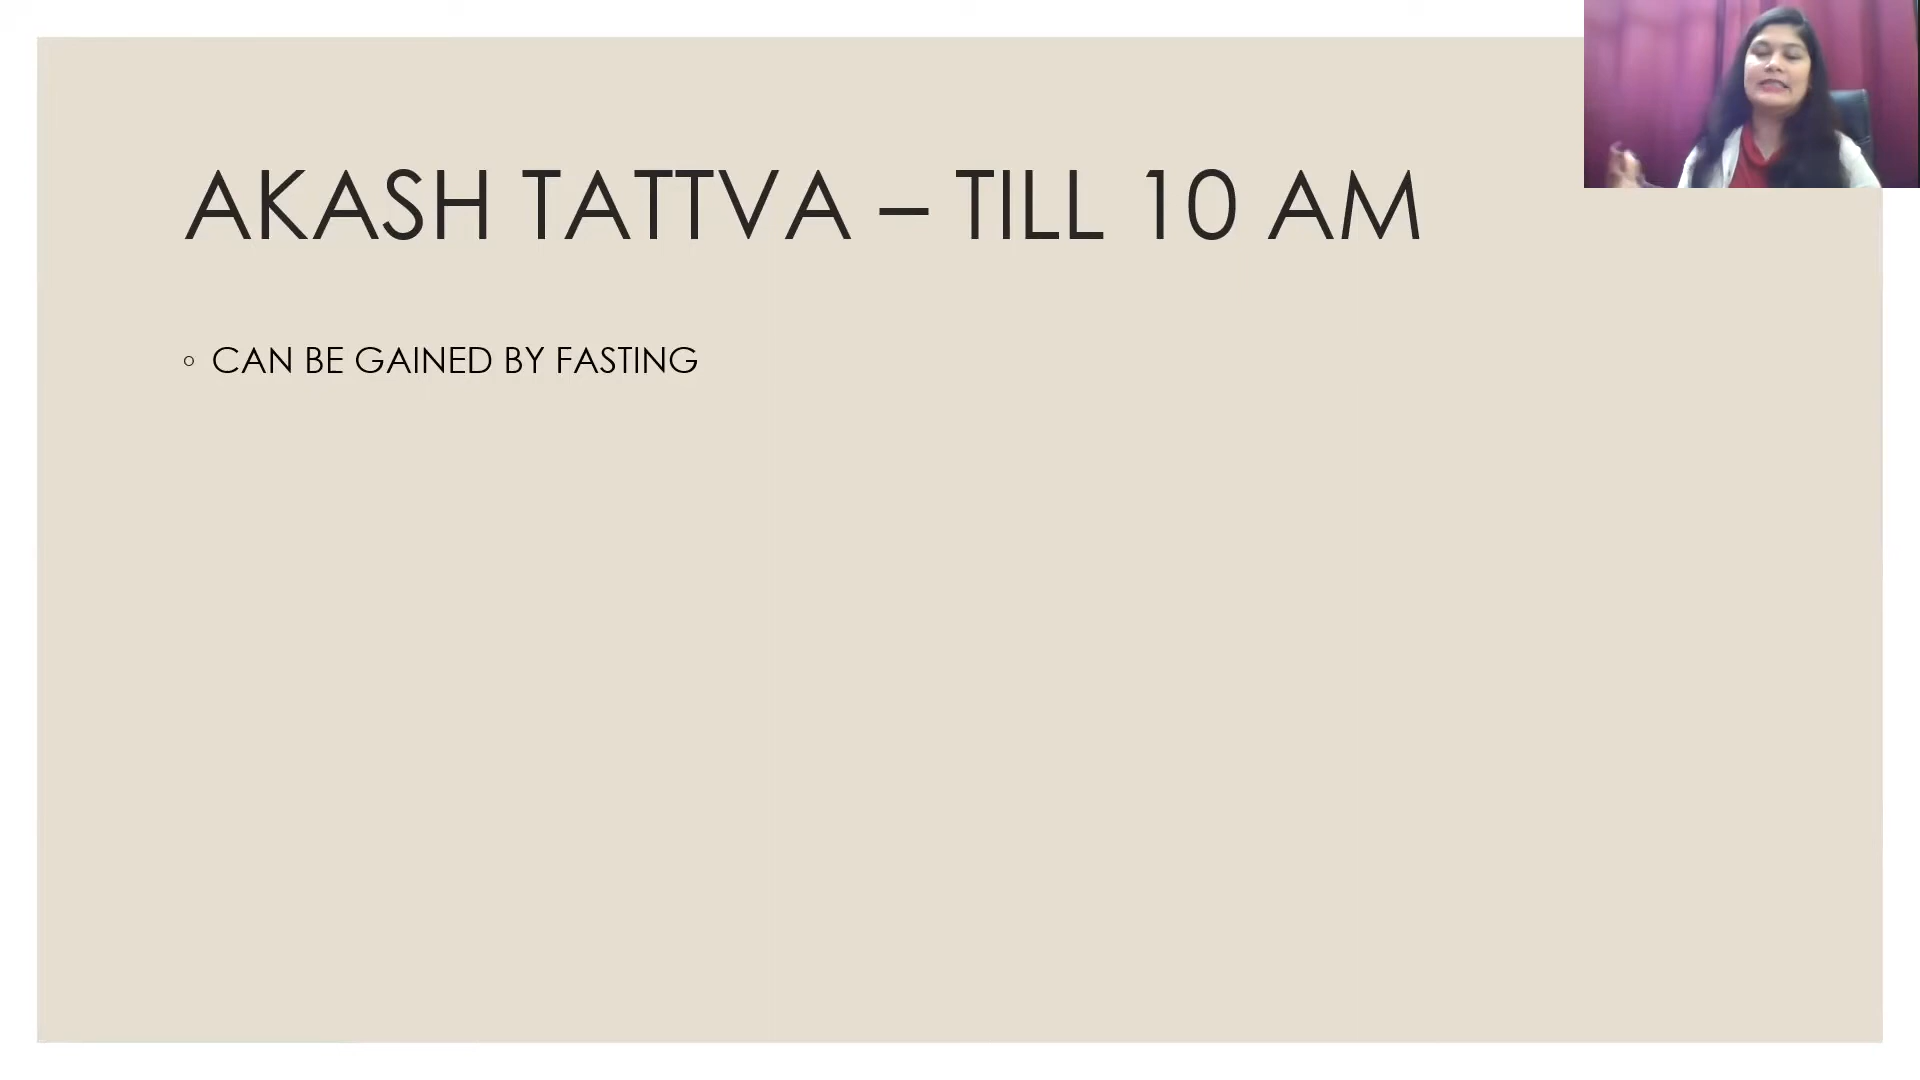 AKASH TATTVA – TILL 10 AM
◦ CAN BE GAINED BY FASTING